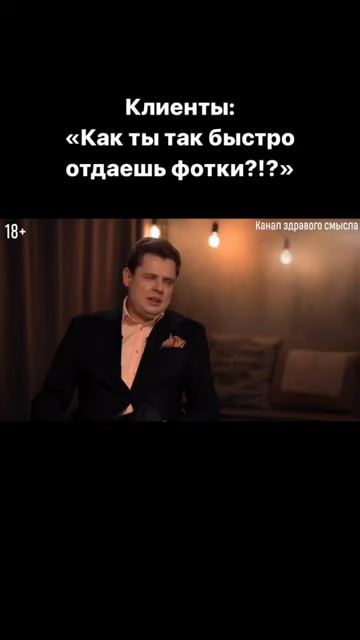 Клиенты:
«Как ты так быстро
отдаешь фотки?!?»
18+
Канал здравого смысла